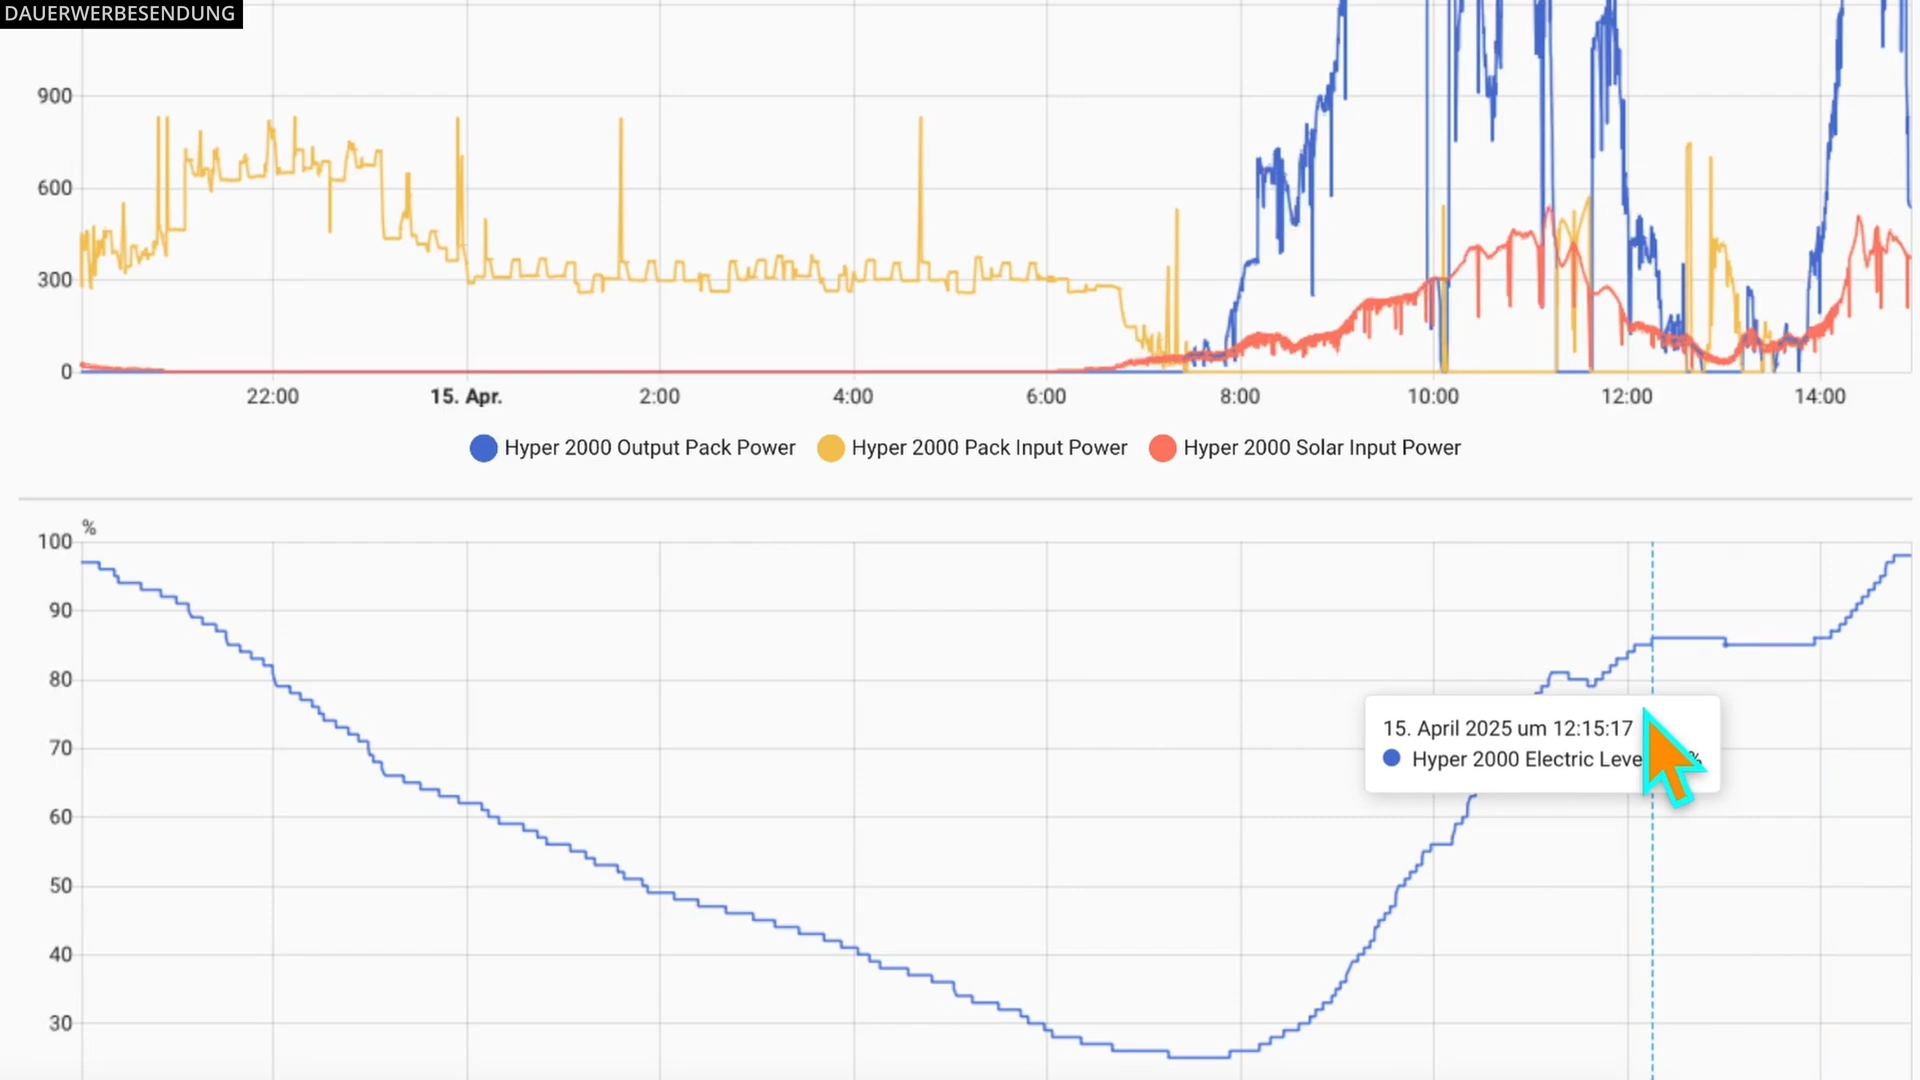 DAUERWERBESENDUNG
900
600
300
0
22:00 15. Apr. 2:00 4:00 6:00 8:00 10:00 12:00 14:00
Hyper 2000 Output Pack Power Hyper 2000 Pack Input Power Hyper 2000 Solar Input Power
%
100
90
80
70
60
50
40
30
15. April 2025 um 12:15:17
Hyper 2000 Electric %